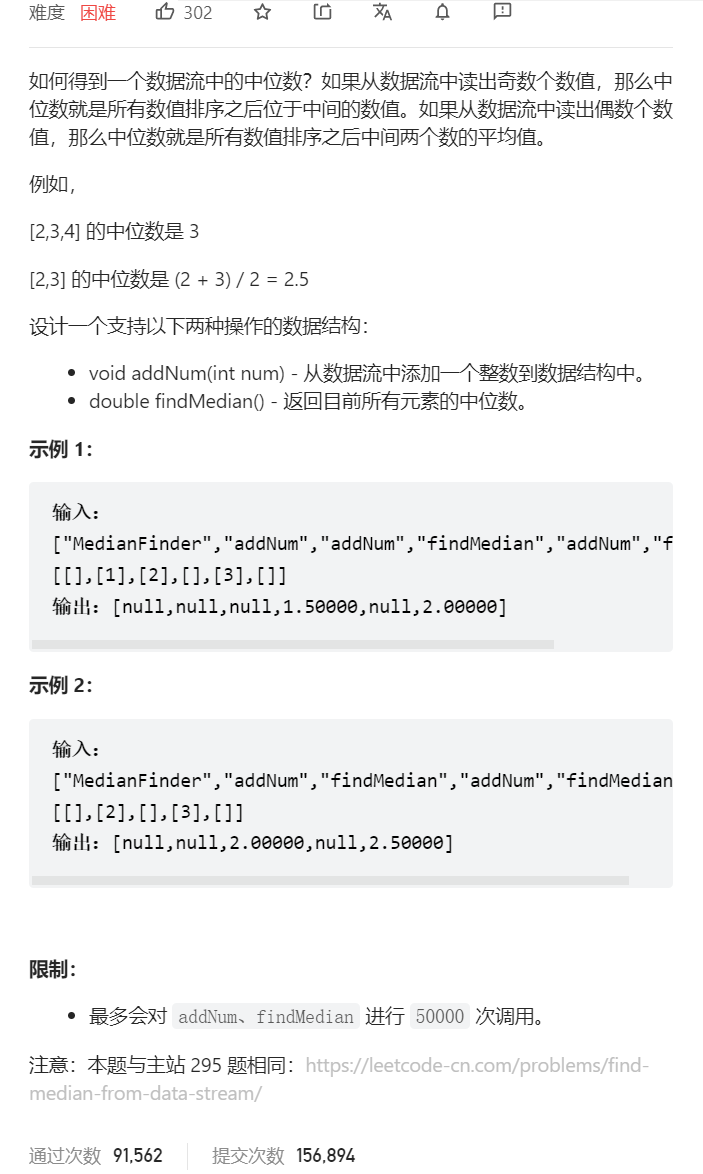 难度 困难 302
如何得到一个数据流中的中位数？如果从数据流中读出奇数个数值，那么中
位数就是所有数值排序之后位于中间的数值。如果从数据流中读出偶数个数
值，那么中位数就是所有数值排序之后中间两个数的平均值。
例如，
[2,3,4] 的中位数是 3
[2,3] 的中位数是 (2 + 3) / 2 = 2.5
设计一个支持以下两种操作的数据结构：
• void addNum(int num) - 从数据流中添加一个整数到数据结构中。
• double findMedian() - 返回目前所有元素的中位数。
示例 1：
输入：
["MedianFinder","addNum","addNum","findMedian","addNum","f
[[],[1],[2],[],[3],[]]
输出：[null,null,null,1.50000,null,2.00000]
示例 2：
输入：
["MedianFinder","addNum","findMedian","addNum","findMedian
[[],[2],[],[3],[]]
输出：[null,null,2.00000,null,2.50000]
限制：
• 最多会对 addNum、findMedian 进行 50000 次调用。
注意：本题与主站 295 题相同：https://leetcode-cn.com/problems/find-
median-from-data-stream/
通过次数 91,562 提交次数 156,894